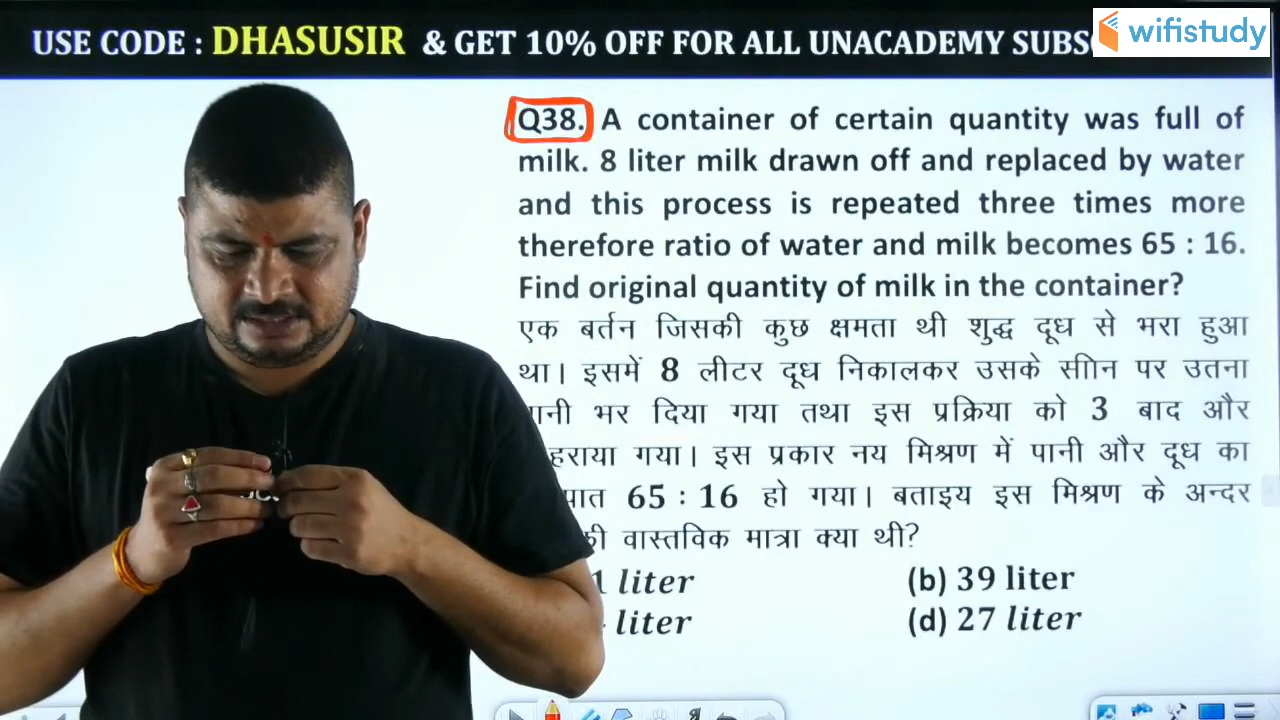 USE CODE : DHASUSIR & GET 10% OFF FOR ALL UNACADEMY
wifistudy
Q38. A container of certain quantity was full of
milk. 8 liter milk drawn off and replaced by water
and this process is repeated three times more
therefore ratio of water and milk becomes 65 : 16.
Find original quantity of milk in the container?
एक बर्तन जिसकी कुछ क्षमता थी शुद्ध दूध से भरा हुआ
था। इसमें 8 लीटर दूध निकालकर उसके साीन पर उतना
भर दिया गया तथा इस प्रक्रिया को 3 बाद और
गया। इस प्रकार नय मिश्रण में पानी और दूध का
65 : 16 हो गया। बताइय इस मिश्रण के अन्दर
वास्तविक मात्रा क्या थी?
liter
(b) 39 liter
liter
(d) 27 liter